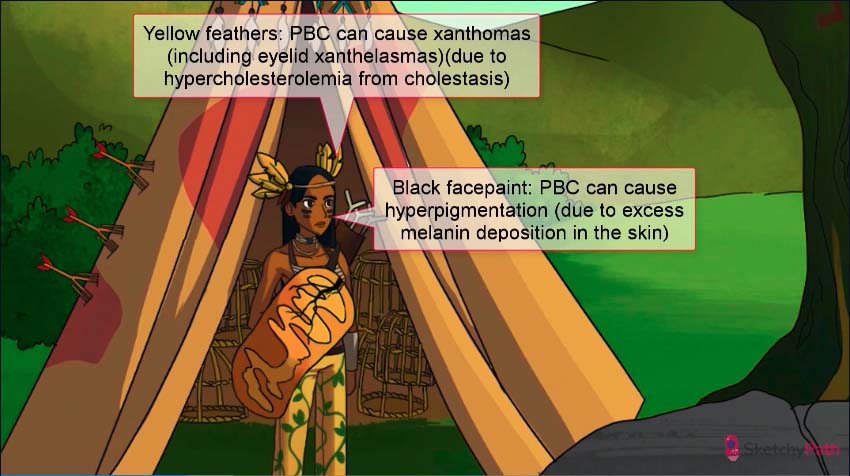 Yellow feathers: PBC can cause xanthomas
(including eyelid xanthelasmas)(due to
hypercholesterolemia from cholestasis)
Black facepaint: PBC can cause
hyperpigmentation (due to excess
melanin deposition in the skin)
SketchyPath